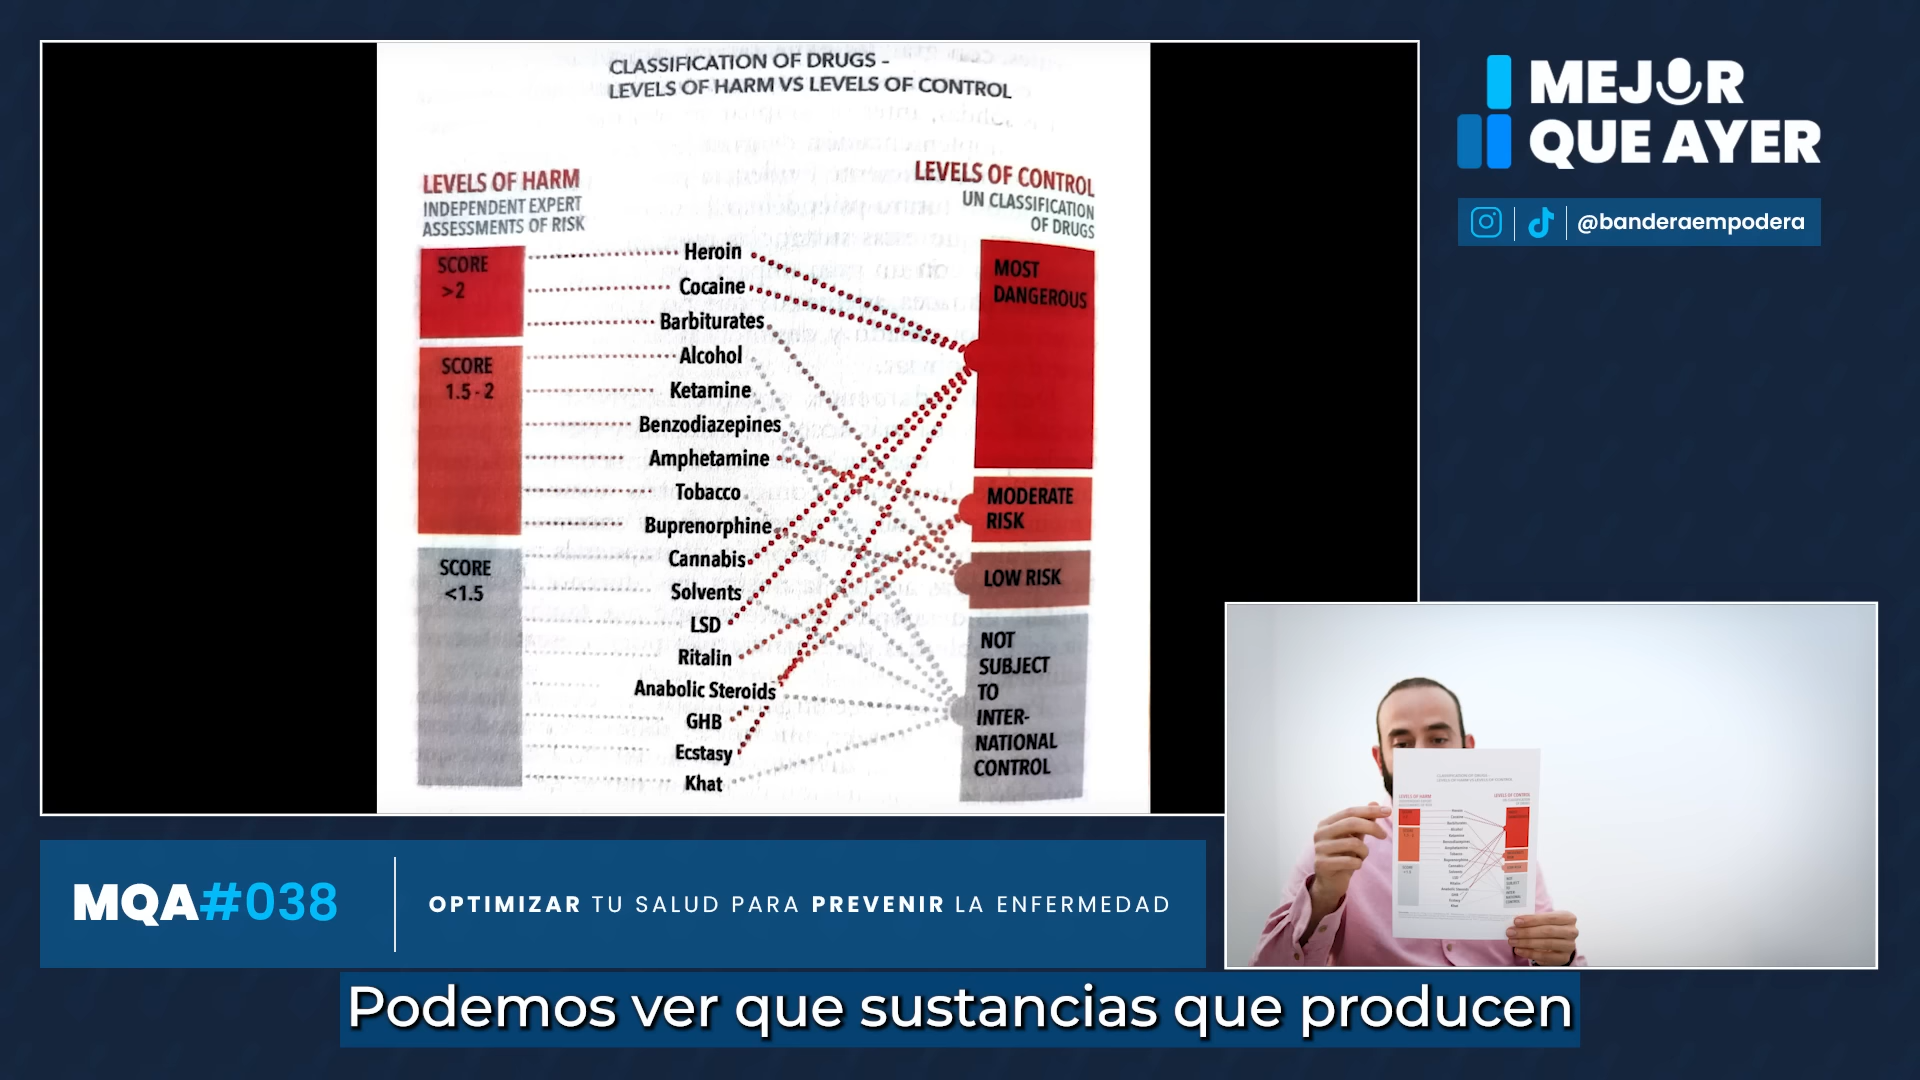 CLASSIFICATION OF DRUGS -
LEVELS OF HARM VS LEVELS OF CONTROL
LEVELS OF HARM
INDEPENDENT EXPERT
ASSESSMENTS OF RISK
LEVELS OF CONTROL
UN CLASSIFICATION
OF DRUGS
SCORE
>2
SCORE
1.5 - 2
SCORE
<1.5
Heroin
Cocaine
Barbiturates
Alcohol
Ketamine
Benzodiazepines
Amphetamine
Tobacco
Buprenorphine
Cannabis
Solvents
LSD
Ritalin
Anabolic Steroids
GHB
Ecstasy
Khat
MOST
DANGEROUS
MODERATE
RISK
LOW RISK
NOT
SUBJECT
TO
INTER-
NATIONAL
CONTROL
MEJOR
QUE AYER
@banderaempodera
MQA#038
OPTIMIZAR TU SALUD PARA PREVENIR LA ENFERMEDAD
Podemos ver que sustancias que producen